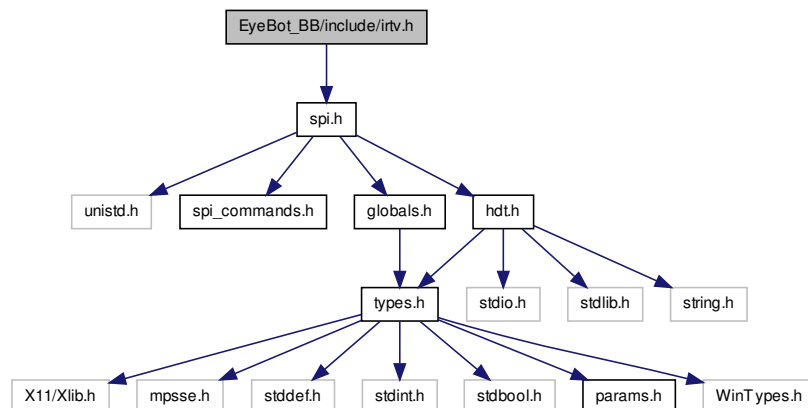 EyeBot_BB/include/irtv.h
spi.h
unistd.h
spi_commands.h
globals.h
hdt.h
types.h
stdio.h
stdlib.h
string.h
X11/Xlib.h
mpsse.h
stddef.h
stdint.h
stdbool.h
params.h
WinTypes.h